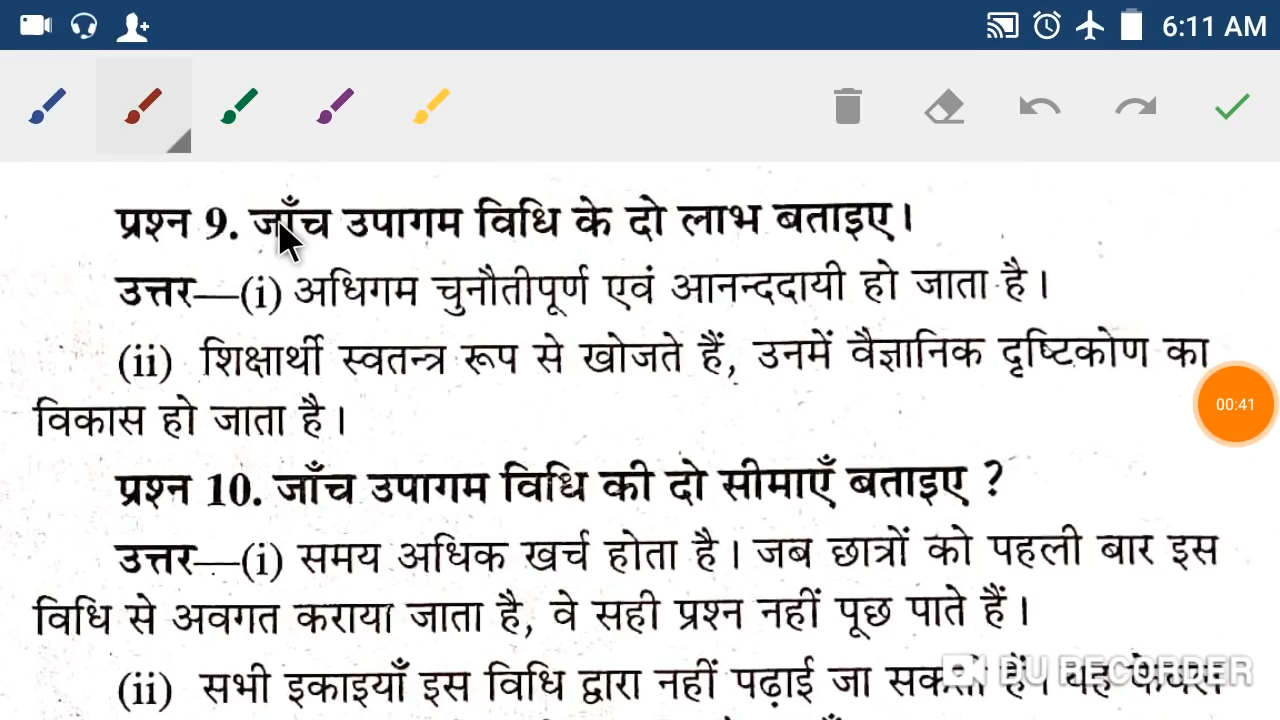 6:11 AM
प्रश्न 9. जाँच उपागम विधि के दो लाभ बताइए।
उत्तर—(i) अधिगम चुनौतीपूर्ण एवं आनन्ददायी हो जाता है।
(ii) शिक्षार्थी स्वतन्त्र रूप से खोजते हैं, उनमें वैज्ञानिक दृष्टिकोण का
00:41
विकास हो जाता है।
प्रश्न 10. जाँच उपागम विधि की दो सीमाएँ बताइए ?
उत्तर—(i) समय अधिक खर्च होता है। जब छात्रों को पहली बार इस
विधि से अवगत कराया जाता है, वे सही प्रश्न नहीं पूछ पाते हैं।
(ii) सभी इकाइयाँ इस विधि द्वारा नहीं पढ़ाई जा सकती हैं। यह केवल
DU RECORDER